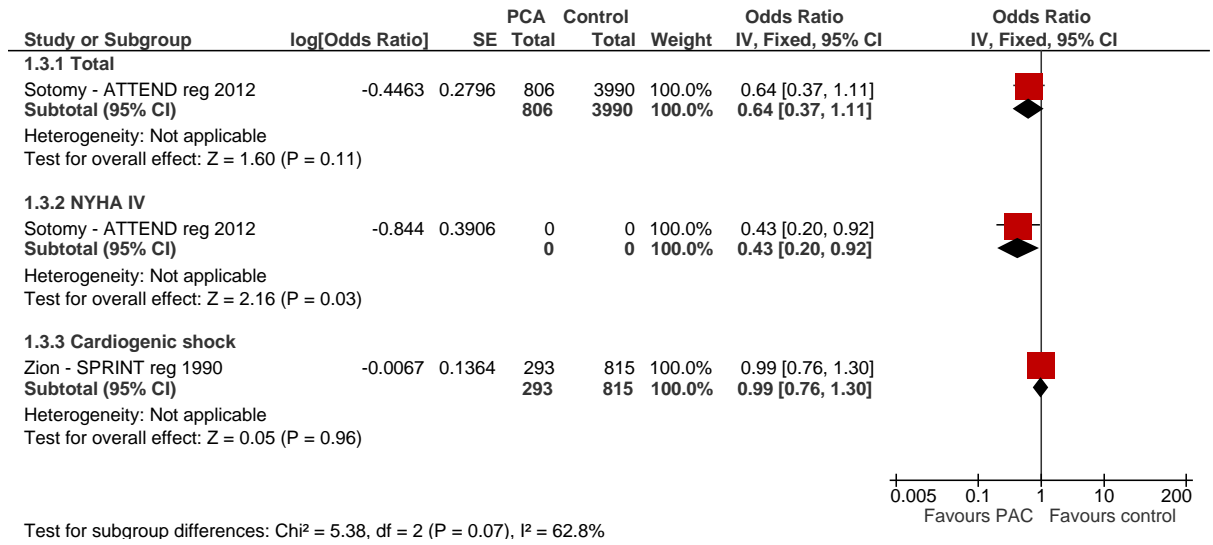 PCA Control Odds Ratio Odds Ratio
Study or Subgroup log[Odds Ratio] SE Total Total Weight IV, Fixed, 95% CI IV, Fixed, 95% CI
1.3.1 Total
Sotomy - ATTEND reg 2012 -0.4463 0.2796 806 3990 100.0% 0.64 [0.37, 1.11]
Subtotal (95% CI) 806 3990 100.0% 0.64 [0.37, 1.11]
Heterogeneity: Not applicable
Test for overall effect: Z = 1.60 (P = 0.11)
1.3.2 NYHA IV
Sotomy - ATTEND reg 2012 -0.844 0.3906 0 0 100.0% 0.43 [0.20, 0.92]
Subtotal (95% CI) 0 0 100.0% 0.43 [0.20, 0.92]
Heterogeneity: Not applicable
Test for overall effect: Z = 2.16 (P = 0.03)
1.3.3 Cardiogenic shock
Zion - SPRINT reg 1990 -0.0067 0.1364 293 815 100.0% 0.99 [0.76, 1.30]
Subtotal (95% CI) 293 815 100.0% 0.99 [0.76, 1.30]
Heterogeneity: Not applicable
Test for overall effect: Z = 0.05 (P = 0.96)
0.005 0.1 1 10 200
Favours PAC Favours control
Test for subgroup differences: Chi² = 5.38, df = 2 (P = 0.07), I² = 62.8%